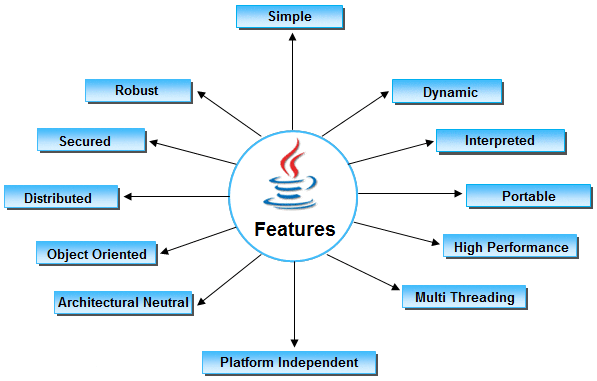 Simple
Robust
Dynamic
Secured
Interpreted
Distributed
Portable
Features
Object Oriented
High Performance
Architectural Neutral
Multi Threading
Platform Independent